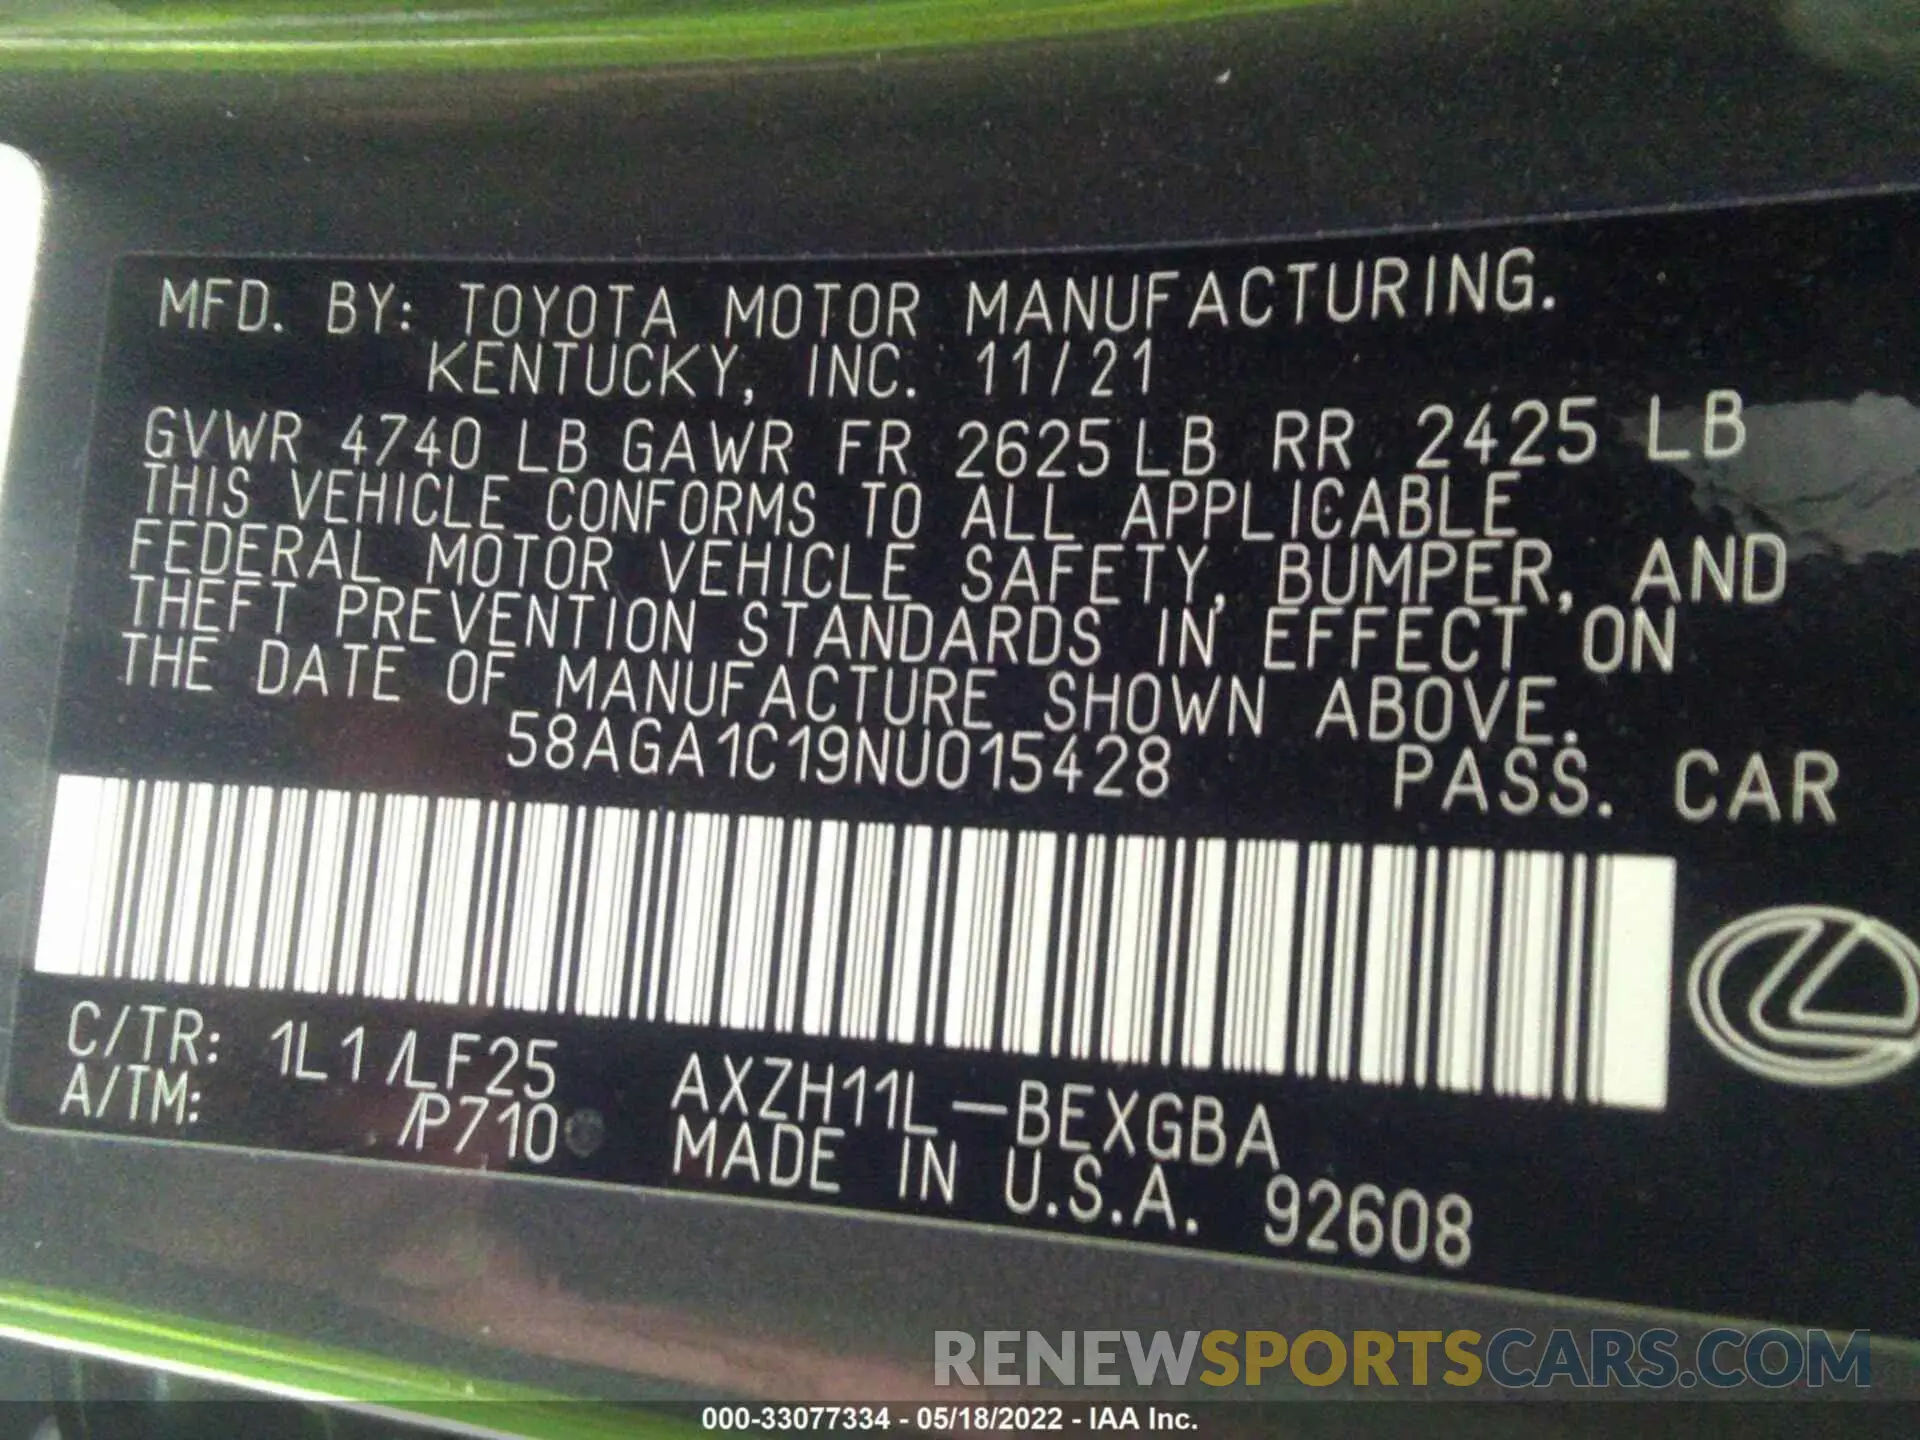 MFD. BY: TOYOTA MOTOR MANUFACTURING.
KENTUCKY, INC. 11/21
GVWR 4740 LB GAWR FR 2625 LB RR 2425 LB
THIS VEHICLE CONFORMS TO ALL APPLICABLE
FEDERAL MOTOR VEHICLE SAFETY, BUMPER, AND
THEFT PREVENTION STANDARDS IN EFFECT ON
THE DATE OF MANUFACTURE SHOWN ABOVE.
58AGA1C19NU015428 PASS. CAR
C/TR: 1L1/LF25 AXZH11L-BEXGBA
A/TM: /P710 MADE IN U.S.A. 92608
RENEWSPORTSCARS.COM
000-33077334 - 05/18/2022 - IAA Inc.